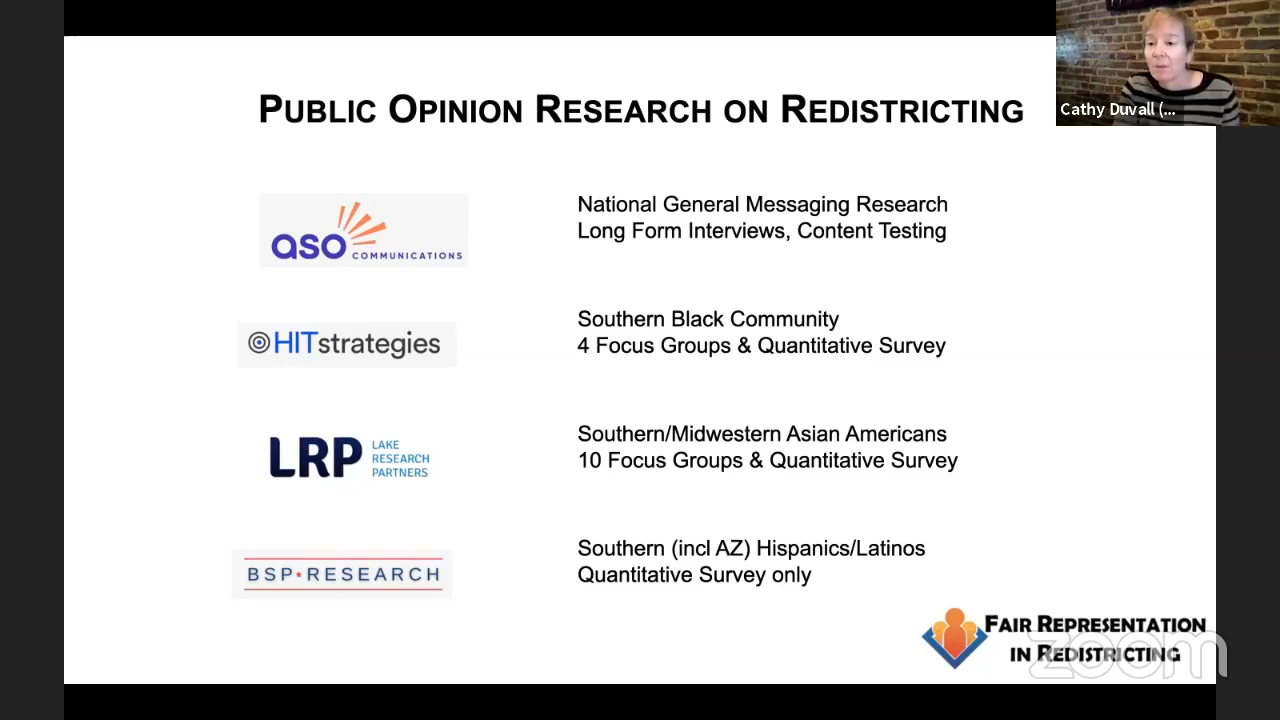 PUBLIC OPINION RESEARCH ON REDISTRICTING
Cathy Duvall (...
aso COMMUNICATIONS
National General Messaging Research
Long Form Interviews, Content Testing
HITstrategies
Southern Black Community
4 Focus Groups & Quantitative Survey
LRP
LAKE
RESEARCH
PARTNERS
Southern/Midwestern Asian Americans
10 Focus Groups & Quantitative Survey
BSP★RESEARCH
Southern (incl AZ) Hispanics/Latinos
Quantitative Survey only
FAIR REPRESENTATION
IN REDISTRICTING
zoom